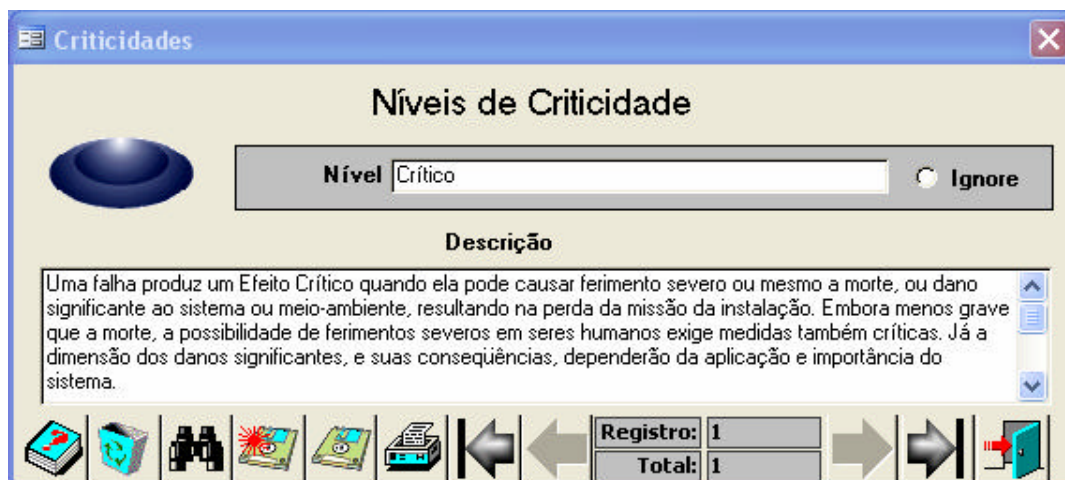 Criticidades
Níveis de Criticidade
Nível Crítico Ignore
Descrição
Uma falha produz um Efeito Crítico quando ela pode causar ferimento severo ou mesmo a morte, ou dano
significante ao sistema ou meio-ambiente, resultando na perda da missão da instalação. Embora menos grave
que a morte, a possibilidade de ferimentos severos em seres humanos exige medidas também críticas. Já a
dimensão dos danos significantes, e suas conseqüências, dependerão da aplicação e importância do
sistema.
Registro: 1
Total: 1